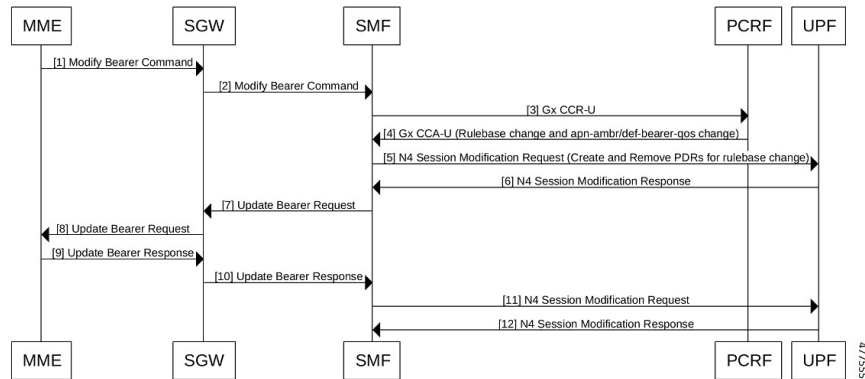 MME SGW SMF PCRF UPF
[1] Modify Bearer Command
[2] Modify Bearer Command
[3] Gx CCR-U
[4] Gx CCA-U (Rulebase change and apn-ambr/def-bearer-qos change)
[5] N4 Session Modification Request (Create and Remove PDRs for rulebase change)
[6] N4 Session Modification Response
[7] Update Bearer Request
[8] Update Bearer Request
[9] Update Bearer Response
[10] Update Bearer Response
[11] N4 Session Modification Request
[12] N4 Session Modification Response
MME SGW SMF PCRF UPF